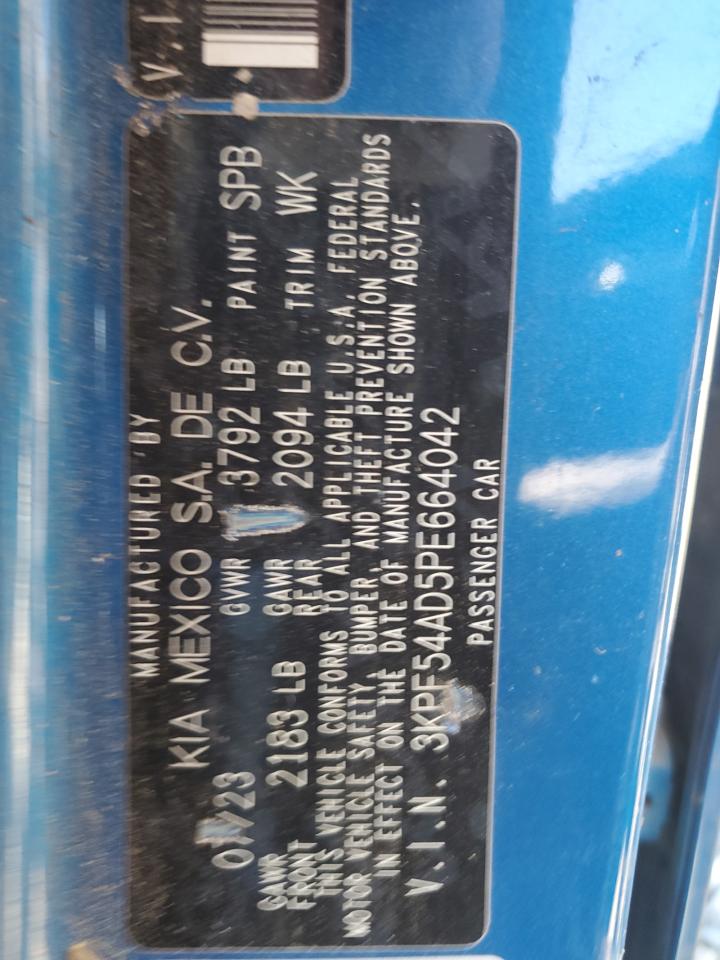 V.I
MANUFACTURED BY
KIA MEXICO S.A. DE C.V.
GVWR 3792 LB PAINT SPB
GAWR FRONT 2183 LB GAWR REAR 2094 LB TRIM WK
THIS VEHICLE CONFORMS TO ALL APPLICABLE U.S.A. FEDERAL
MOTOR VEHICLE SAFETY, BUMPER, AND THEFT PREVENTION STANDARDS
IN EFFECT ON THE DATE OF MANUFACTURE SHOWN ABOVE.
V.I.N. 3KPF54AD5PE664042
PASSENGER CAR